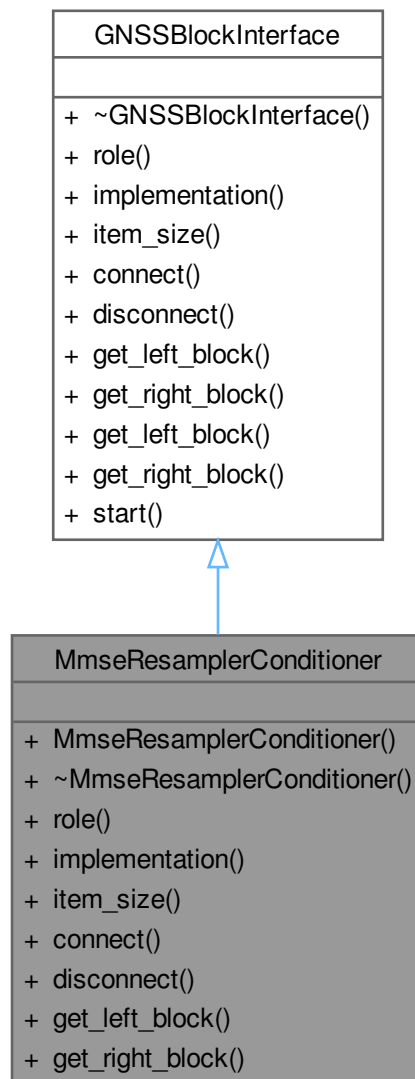 GNSSBlockInterface
+ ~GNSSBlockInterface()
+ role()
+ implementation()
+ item_size()
+ connect()
+ disconnect()
+ get_left_block()
+ get_right_block()
+ get_left_block()
+ get_right_block()
+ start()
MmseResamplerConditioner
+ MmseResamplerConditioner()
+ ~MmseResamplerConditioner()
+ role()
+ implementation()
+ item_size()
+ connect()
+ disconnect()
+ get_left_block()
+ get_right_block()